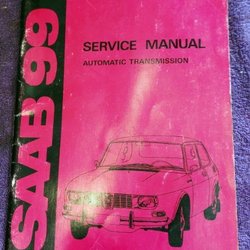 SAAB 99
SERVICE MANUAL
AUTOMATIC TRANSMISSION